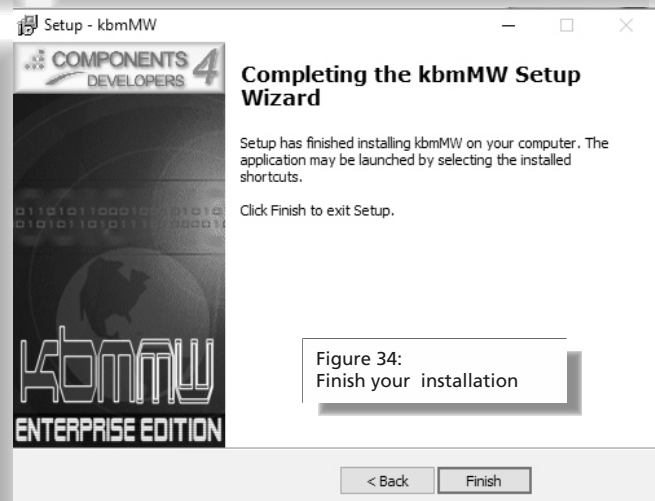 Setup - kbmMW
COMPONENTS 4
DEVELOPERS
Completing the kbmMW Setup
Wizard
Setup has finished installing kbmMW on your computer. The
application may be launched by selecting the installed
shortcuts.
Click Finish to exit Setup.
Figure 34:
Finish your installation
kbmmw
ENTERPRISE EDITION
< Back
Finish